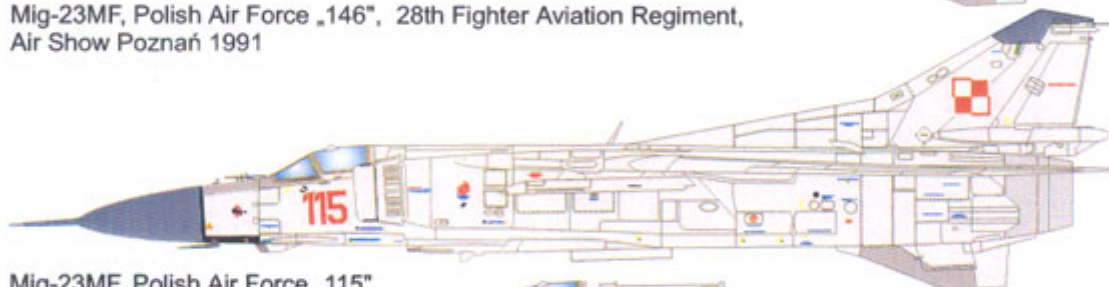 Mig-23MF, Polish Air Force „146", 28th Fighter Aviation Regiment,
Air Show Poznań 1991
115
Mig-23MF, Polish Air Force „115"